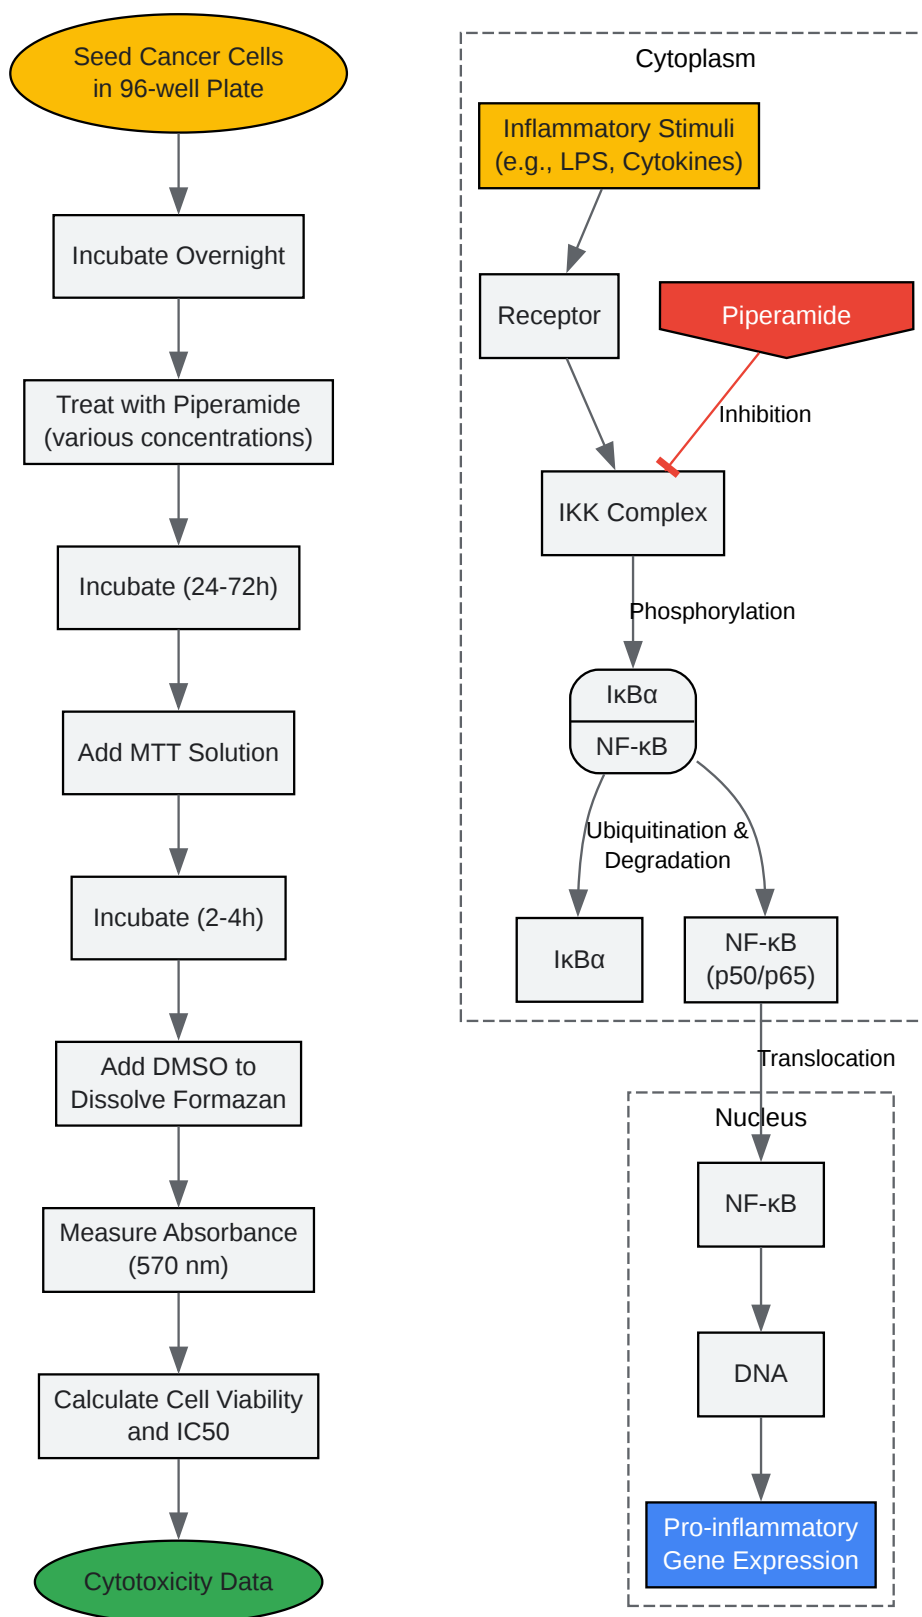 Seed Cancer Cells
in 96-well Plate
Incubate Overnight
Treat with Piperamide
(various concentrations)
Incubate (24-72h)
Add MTT Solution
Incubate (2-4h)
Add DMSO to
Dissolve Formazan
Measure Absorbance
(570 nm)
Calculate Cell Viability
and IC50
Cytotoxicity Data
Cytoplasm
Inflammatory Stimuli
(e.g., LPS, Cytokines)
Receptor
Piperamide
Inhibition
IKK Complex
Phosphorylation
IκBα
NF-κB
Ubiquitination &
Degradation
IκBα
NF-κB
(p50/p65)
Translocation
Nucleus
NF-κB
DNA
Pro-inflammatory
Gene Expression